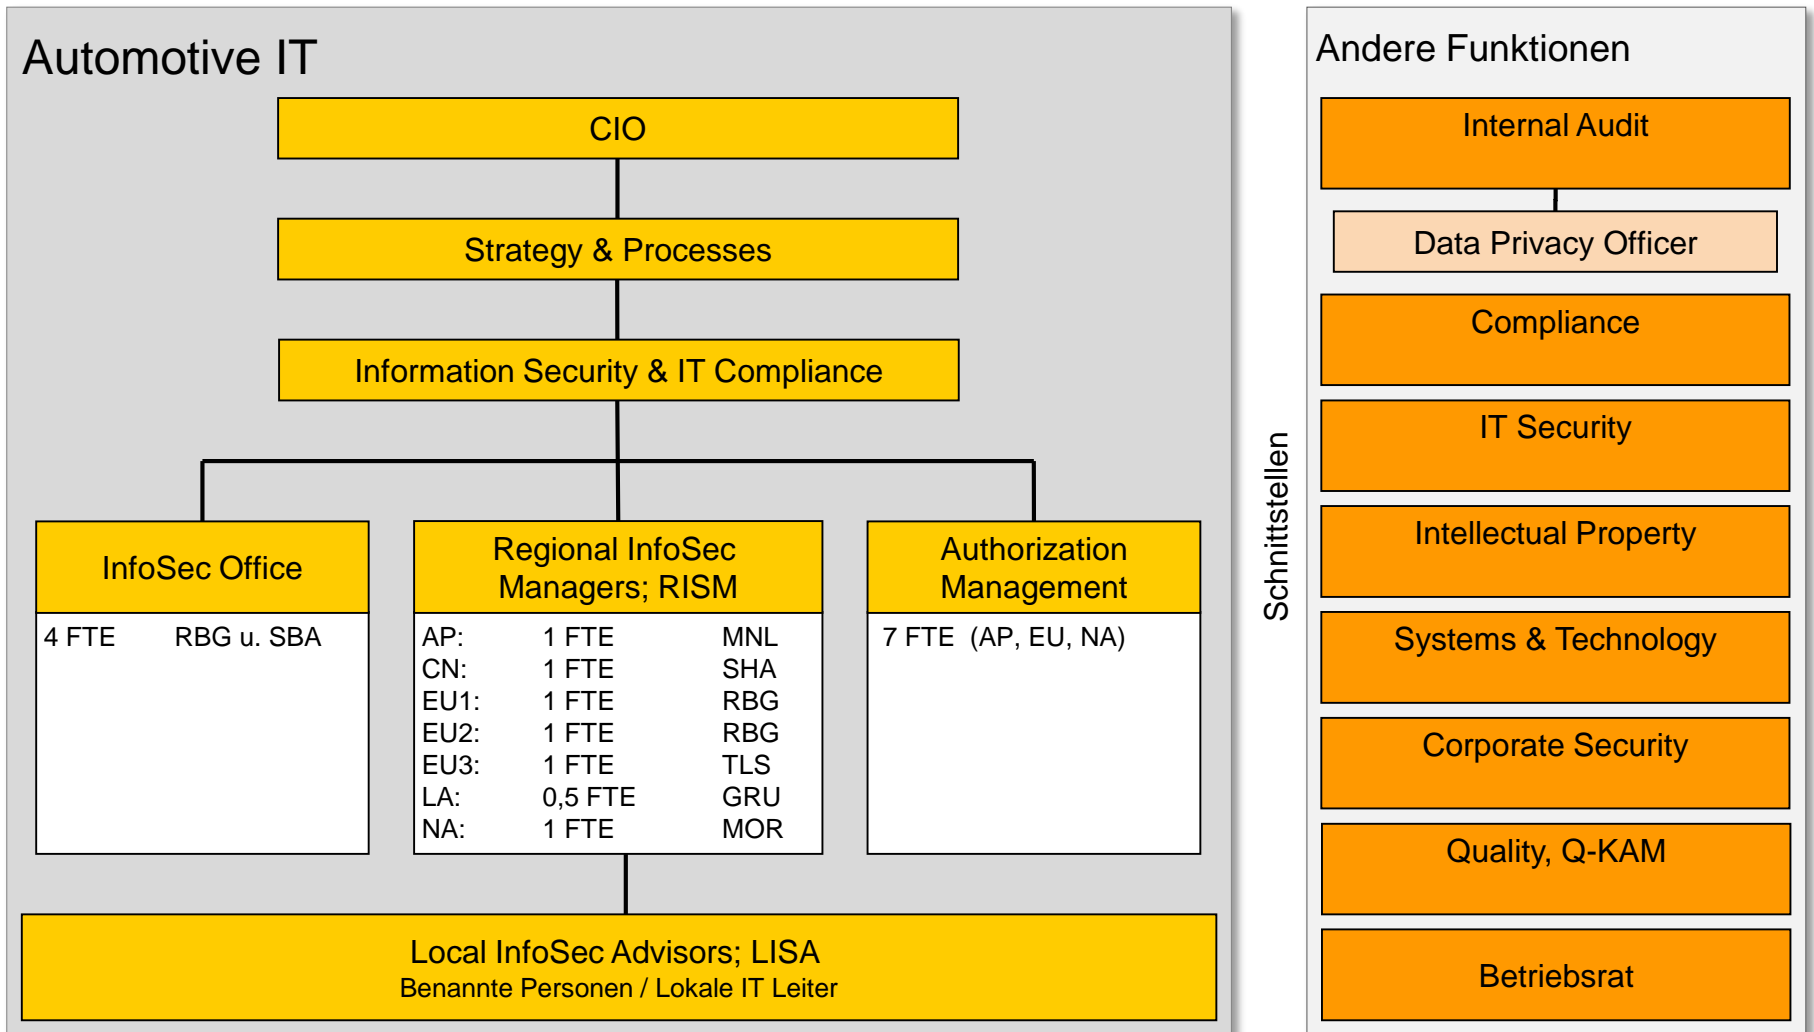 Automotive IT
CIO
Strategy & Processes
Information Security & IT Compliance
InfoSec Office
4 FTE RBG u. SBA
Regional InfoSec
Managers; RISM
AP: 1 FTE MNL
CN: 1 FTE SHA
EU1: 1 FTE RBG
EU2: 1 FTE RBG
EU3: 1 FTE TLS
LA: 0,5 FTE GRU
NA: 1 FTE MOR
Authorization
Management
7 FTE (AP, EU, NA)
Local InfoSec Advisors; LISA
Benannte Personen / Lokale IT Leiter
Schnittstellen
Andere Funktionen
Internal Audit
Data Privacy Officer
Compliance
IT Security
Intellectual Property
Systems & Technology
Corporate Security
Quality, Q-KAM
Betriebsrat